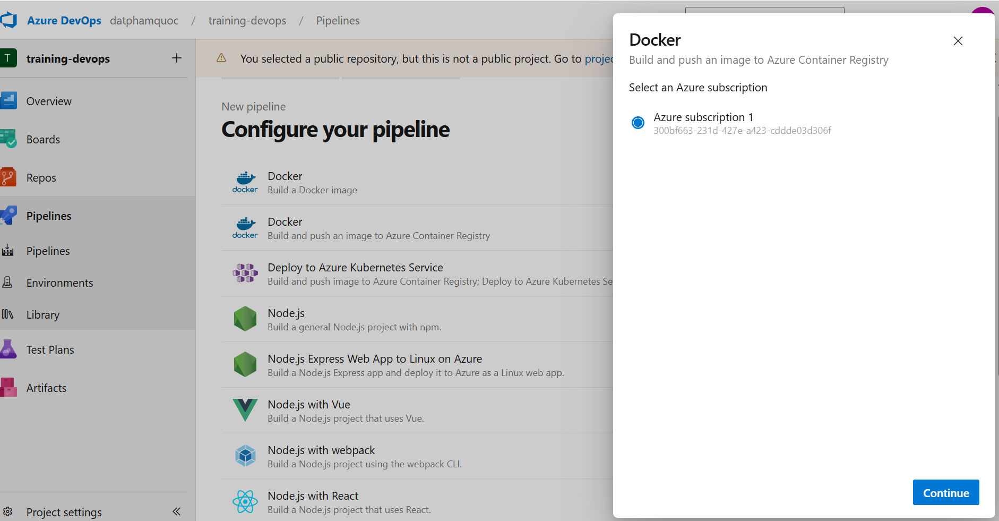 Azure DevOps datphamquoc / training-devops / Pipelines
T training-devops
Overview
Boards
Repos
Pipelines
Pipelines
Environments
Library
Test Plans
Artifacts
Project settings
You selected a public repository, but this is not a public project. Go to projec
New pipeline
Configure your pipeline
docker
Docker
Build a Docker image
docker
Docker
Build and push an image to Azure Container Registry
Deploy to Azure Kubernetes Service
Build and push image to Azure Container Registry; Deploy to Azure Kubernetes Se
Node.js
Build a general Node.js project with npm.
Node.js Express Web App to Linux on Azure
Build a Node.js Express app and deploy it to Azure as a Linux web app.
Node.js with Vue
Build a Node.js project that uses Vue.
Node.js with webpack
Build a Node.js project using the webpack CLI.
Node.js with React
Build a Node.js project that uses React.
Docker
Build and push an image to Azure Container Registry
Select an Azure subscription
Azure subscription 1
300bf663-231d-427e-a423-cddde03d306f
Continue